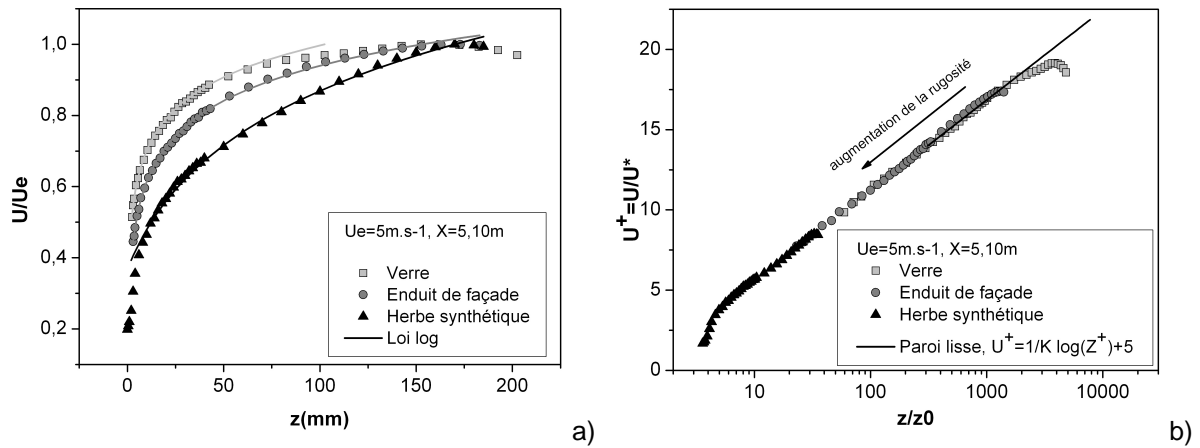 1,0
0,8
0,6
0,4
0,2
U/Ue
Ue=5m.s-1, X=5,10m
Verre
Enduit de façade
Herbe synthétique
Loi log
0
50
100
150
200
z(mm)
a)
20
15
10
5
0
U+=U/U*
augmentation de la rugosité
Ue=5m.s-1, X=5,10m
Verre
Enduit de façade
Herbe synthétique
Paroi lisse, U+=1/K log(Z+)+5
10
100
1000
10000
z/z0
b)